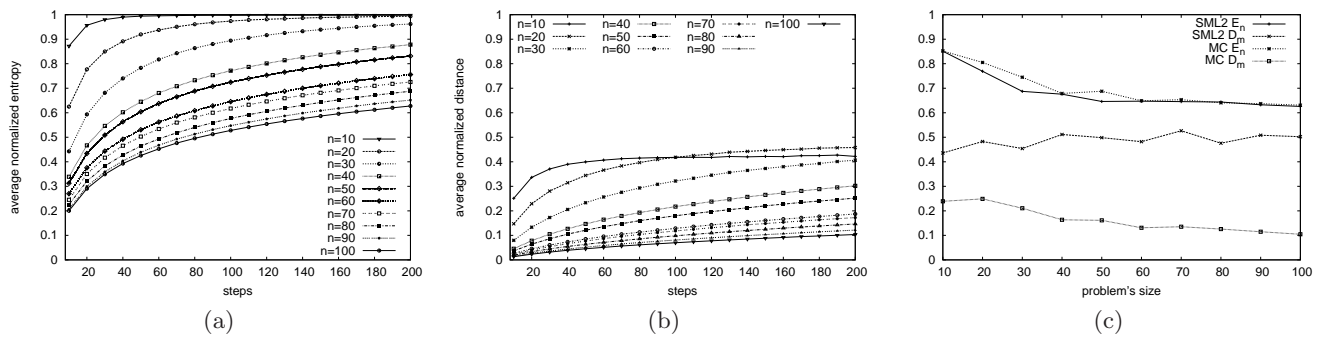 average normalized entropy
1
0.9
0.8
0.7
0.6
0.5
0.4
0.3
0.2
0.1
0
20 40 60 80 100 120 140 160 180 200
steps
n=10
n=20
n=30
n=40
n=50
n=60
n=70
n=80
n=90
n=100
(a)
average normalized distance
1
0.9
0.8
0.7
0.6
0.5
0.4
0.3
0.2
0.1
0
20 40 60 80 100 120 140 160 180 200
steps
n=10 n=40 n=70 n=100
n=20 n=50 n=80
n=30 n=60 n=90
(b)
1
0.9
0.8
0.7
0.6
0.5
0.4
0.3
0.2
0.1
0
10 20 30 40 50 60 70 80 90 100
problem's size
SML2 En
SML2 Dm
MC En
MC Dm
(c)